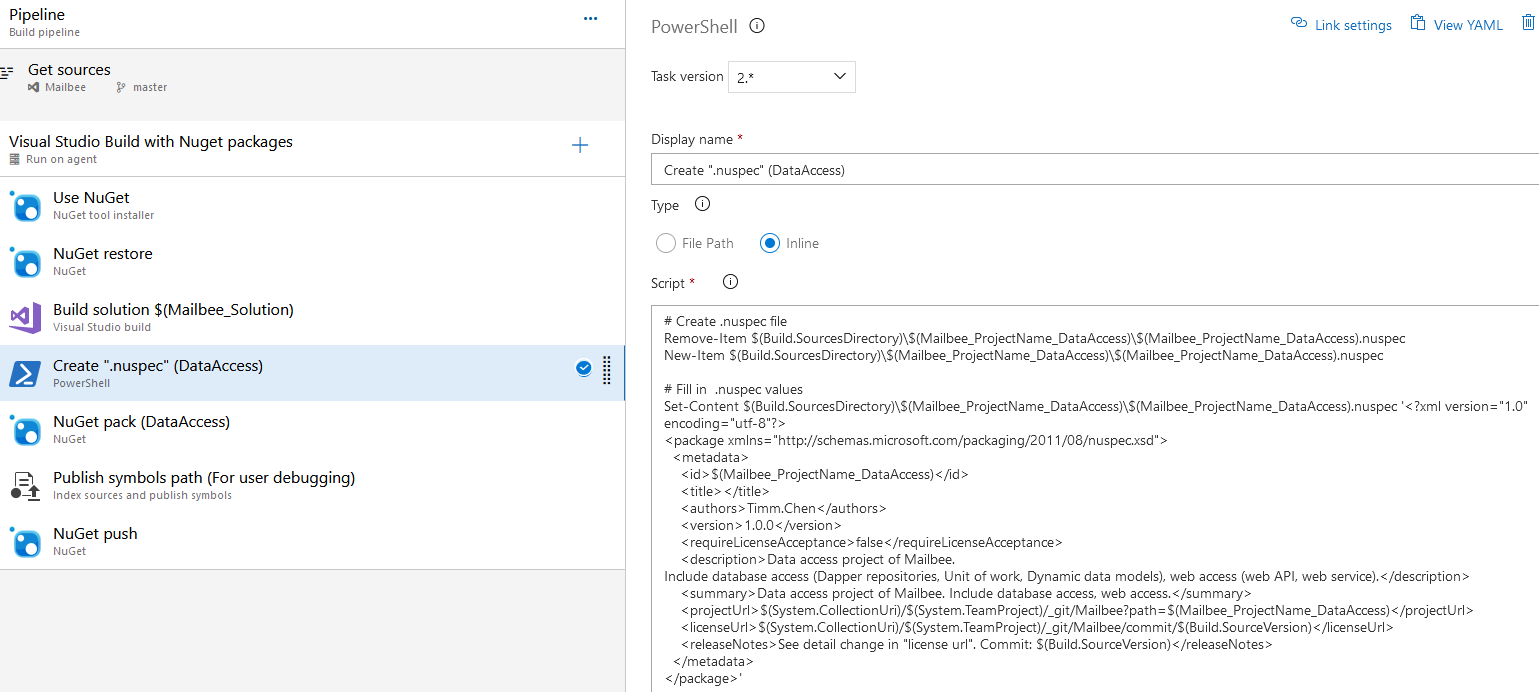 Pipeline
Build pipeline
Get sources
Mailbee master
Visual Studio Build with Nuget packages
Run on agent
Use NuGet
NuGet tool installer
NuGet restore
NuGet
Build solution $(Mailbee_Solution)
Visual Studio build
Create ".nuspec" (DataAccess)
PowerShell
NuGet pack (DataAccess)
NuGet
Publish symbols path (For user debugging)
Index sources and publish symbols
NuGet push
NuGet
PowerShell
Link settings View YAML
Task version 2.*
Display name *
Create ".nuspec" (DataAccess)
Type
File Path Inline
Script *
# Create .nuspec file
Remove-Item $(Build.SourcesDirectory)\$(Mailbee_ProjectName_DataAccess)\$(Mailbee_ProjectName_DataAccess).nuspec
New-Item $(Build.SourcesDirectory)\$(Mailbee_ProjectName_DataAccess)\$(Mailbee_ProjectName_DataAccess).nuspec
# Fill in  .nuspec values
Set-Content $(Build.SourcesDirectory)\$(Mailbee_ProjectName_DataAccess)\$(Mailbee_ProjectName_DataAccess).nuspec '<?xml version="1.0"
encoding="utf-8"?>
<package xmlns="http://schemas.microsoft.com/packaging/2011/08/nuspec.xsd">
<metadata>
<id>$(Mailbee_ProjectName_DataAccess)</id>
<title></title>
<authors>Timm.Chen</authors>
<version>1.0.0</version>
<requireLicenseAcceptance>false</requireLicenseAcceptance>
<description>Data access project of Mailbee.
Include database access (Dapper repositories, Unit of work, Dynamic data models), web access (web API, web service).</description>
<summary>Data access project of Mailbee. Include database access, web access.</summary>
<projectUrl>$(System.CollectionUri)/$(System.TeamProject)/_git/Mailbee?path=$(Mailbee_ProjectName_DataAccess)</projectUrl>
<licenseUrl>$(System.CollectionUri)/$(System.TeamProject)/_git/Mailbee/commit/$(Build.SourceVersion)</licenseUrl>
<releaseNotes>See detail change in "license url". Commit: $(Build.SourceVersion)</releaseNotes>
</metadata>
</package>'